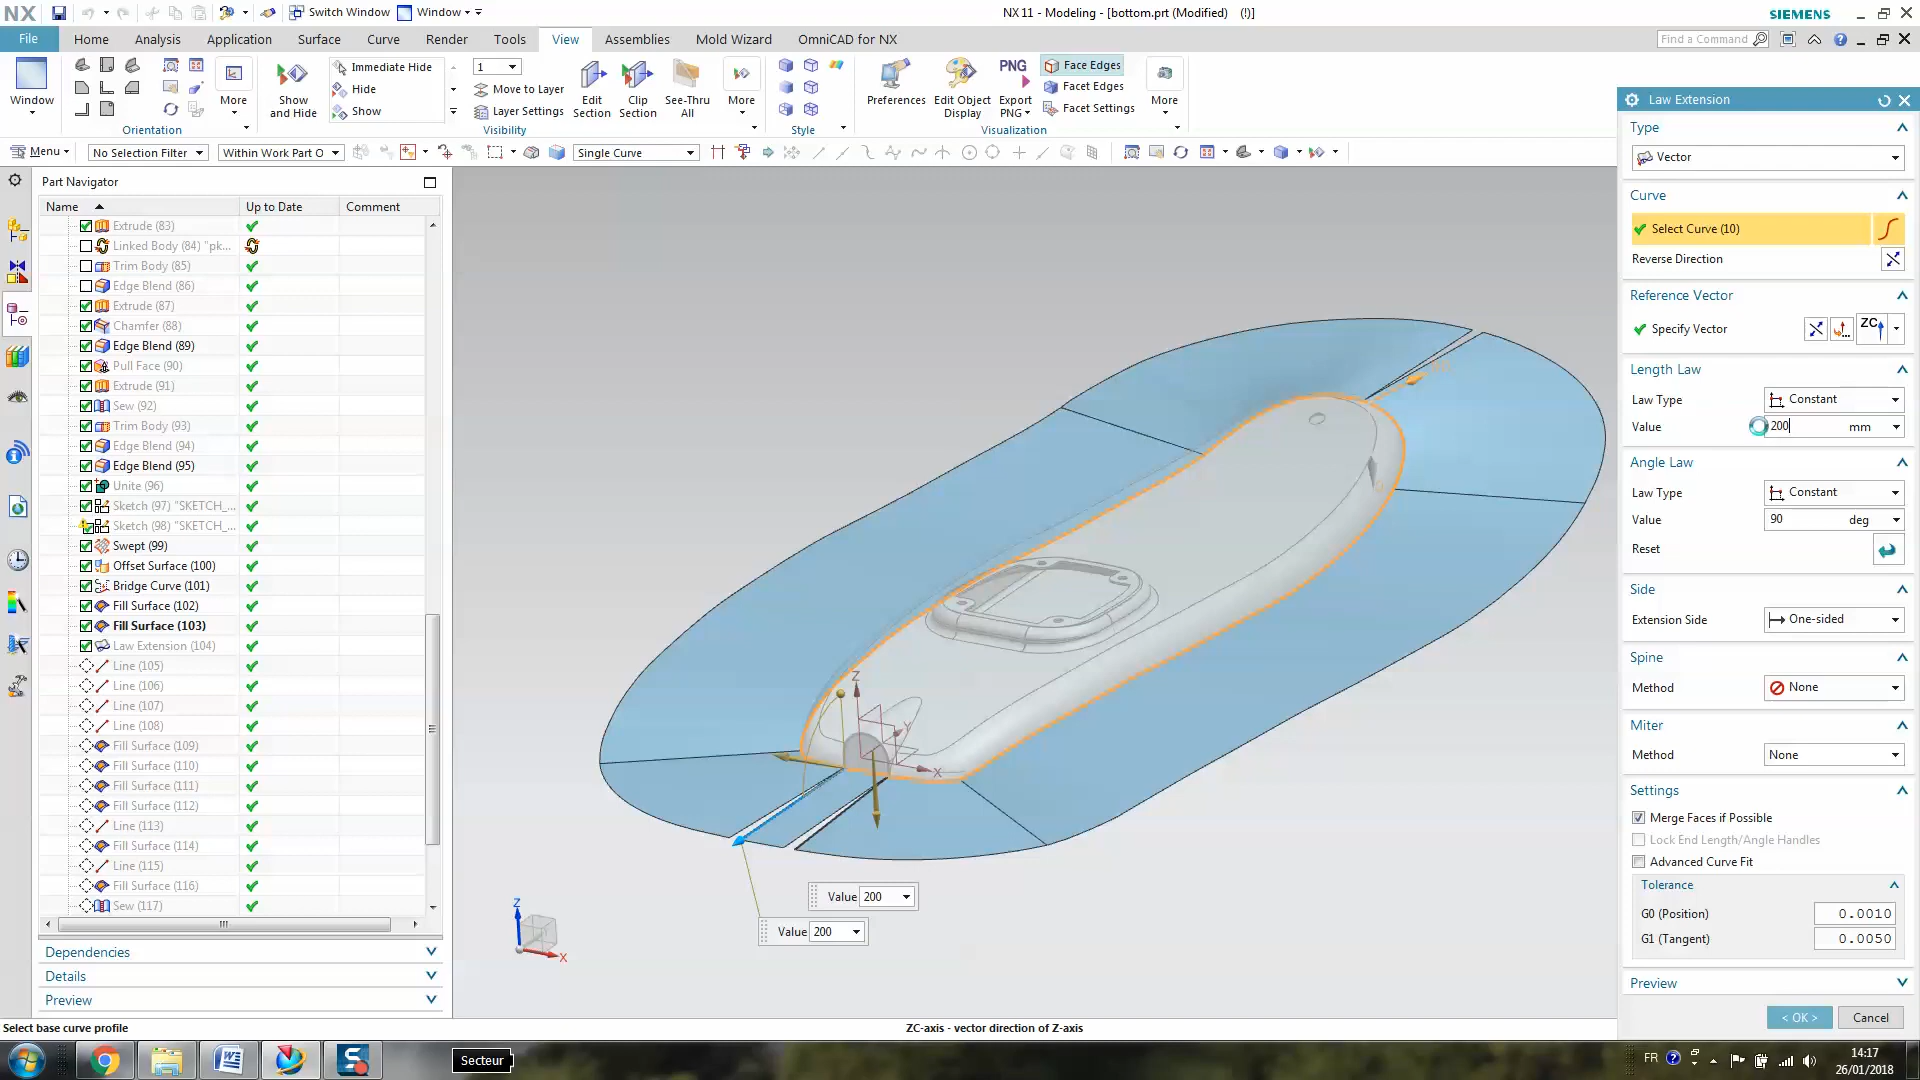 NX
Switch Window
Window
NX 11 - Modeling - [bottom.prt (Modified) (!)]
SIEMENS
File
Home
Analysis
Application
Surface
Curve
Render
Tools
View
Assemblies
Mold Wizard
OmniCAD for NX
Find a Command
Window
More
Orientation
Show and Hide
Immediate Hide
Hide
Show
1
Move to Layer
Layer Settings
Visibility
Edit Section
Clip Section
See-Thru All
More
Style
Preferences
Edit Object Display
PNG
Export PNG
Face Edges
Facet Edges
Facet Settings
More
Visualization
Menu
No Selection Filter
Within Work Part O
Single Curve
Part Navigator
Name
Up to Date
Comment
Extrude (83)
Linked Body (84) "pk...
Trim Body (85)
Edge Blend (86)
Extrude (87)
Chamfer (88)
Edge Blend (89)
Pull Face (90)
Extrude (91)
Sew (92)
Trim Body (93)
Edge Blend (94)
Edge Blend (95)
Unite (96)
Sketch (97) "SKETCH_...
Sketch (98) "SKETCH_...
Swept (99)
Offset Surface (100)
Bridge Curve (101)
Fill Surface (102)
Fill Surface (103)
Law Extension (104)
Line (105)
Line (106)
Line (107)
Line (108)
Fill Surface (109)
Fill Surface (110)
Fill Surface (111)
Fill Surface (112)
Line (113)
Fill Surface (114)
Line (115)
Fill Surface (116)
Sew (117)
Dependencies
Details
Preview
Z
Y
X
Value 200
Value 200
Z
X
Law Extension
Type
Vector
Curve
Select Curve (10)
Reverse Direction
Reference Vector
Specify Vector
ZC
Length Law
Law Type
Constant
Value
200
mm
Angle Law
Law Type
Constant
Value
90
deg
Reset
Side
Extension Side
One-sided
Spine
Method
None
Miter
Method
None
Settings
Merge Faces if Possible
Lock End Length/Angle Handles
Advanced Curve Fit
Tolerance
G0 (Position)
0.0010
G1 (Tangent)
0.0050
Preview
< OK >
Cancel
Select base curve profile
ZC-axis - vector direction of Z-axis
Secteur
FR
14:17
26/01/2018